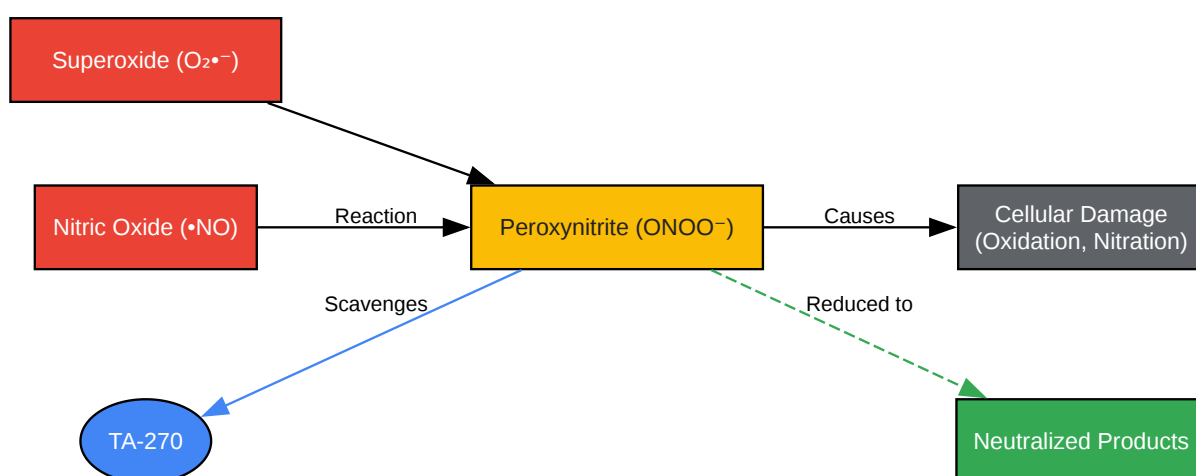 Superoxide (O₂•⁻)
Nitric Oxide (•NO)
Reaction
Peroxynitrite (ONOO⁻)
Causes
Cellular Damage
(Oxidation, Nitration)
Scavenges
Reduced to
TA-270
Neutralized Products